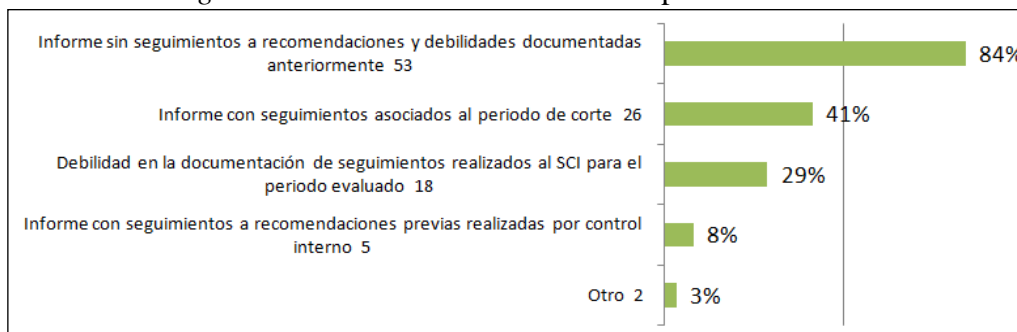 Informe sin seguimientos a recomendaciones y debilidades documentadas
anteriormente 53
84%
Informe con seguimientos asociados al periodo de corte 26
41%
Debilidad en la documentación de seguimientos realizados al SCI para el
periodo evaluado 18
29%
Informe con seguimientos a recomendaciones previas realizadas por control
interno 5
8%
Otro 2
3%